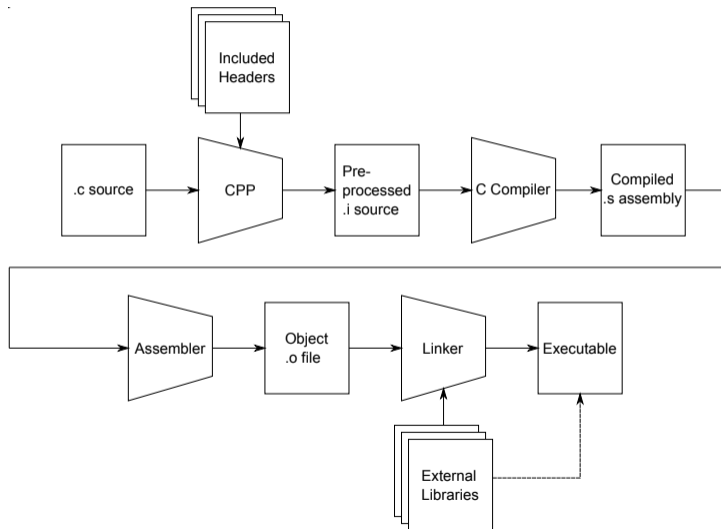 Included
Headers
.c source
CPP
Pre-
processed
.i source
C Compiler
Compiled
.s assembly
Assembler
Object
.o file
Linker
Executable
External
Libraries